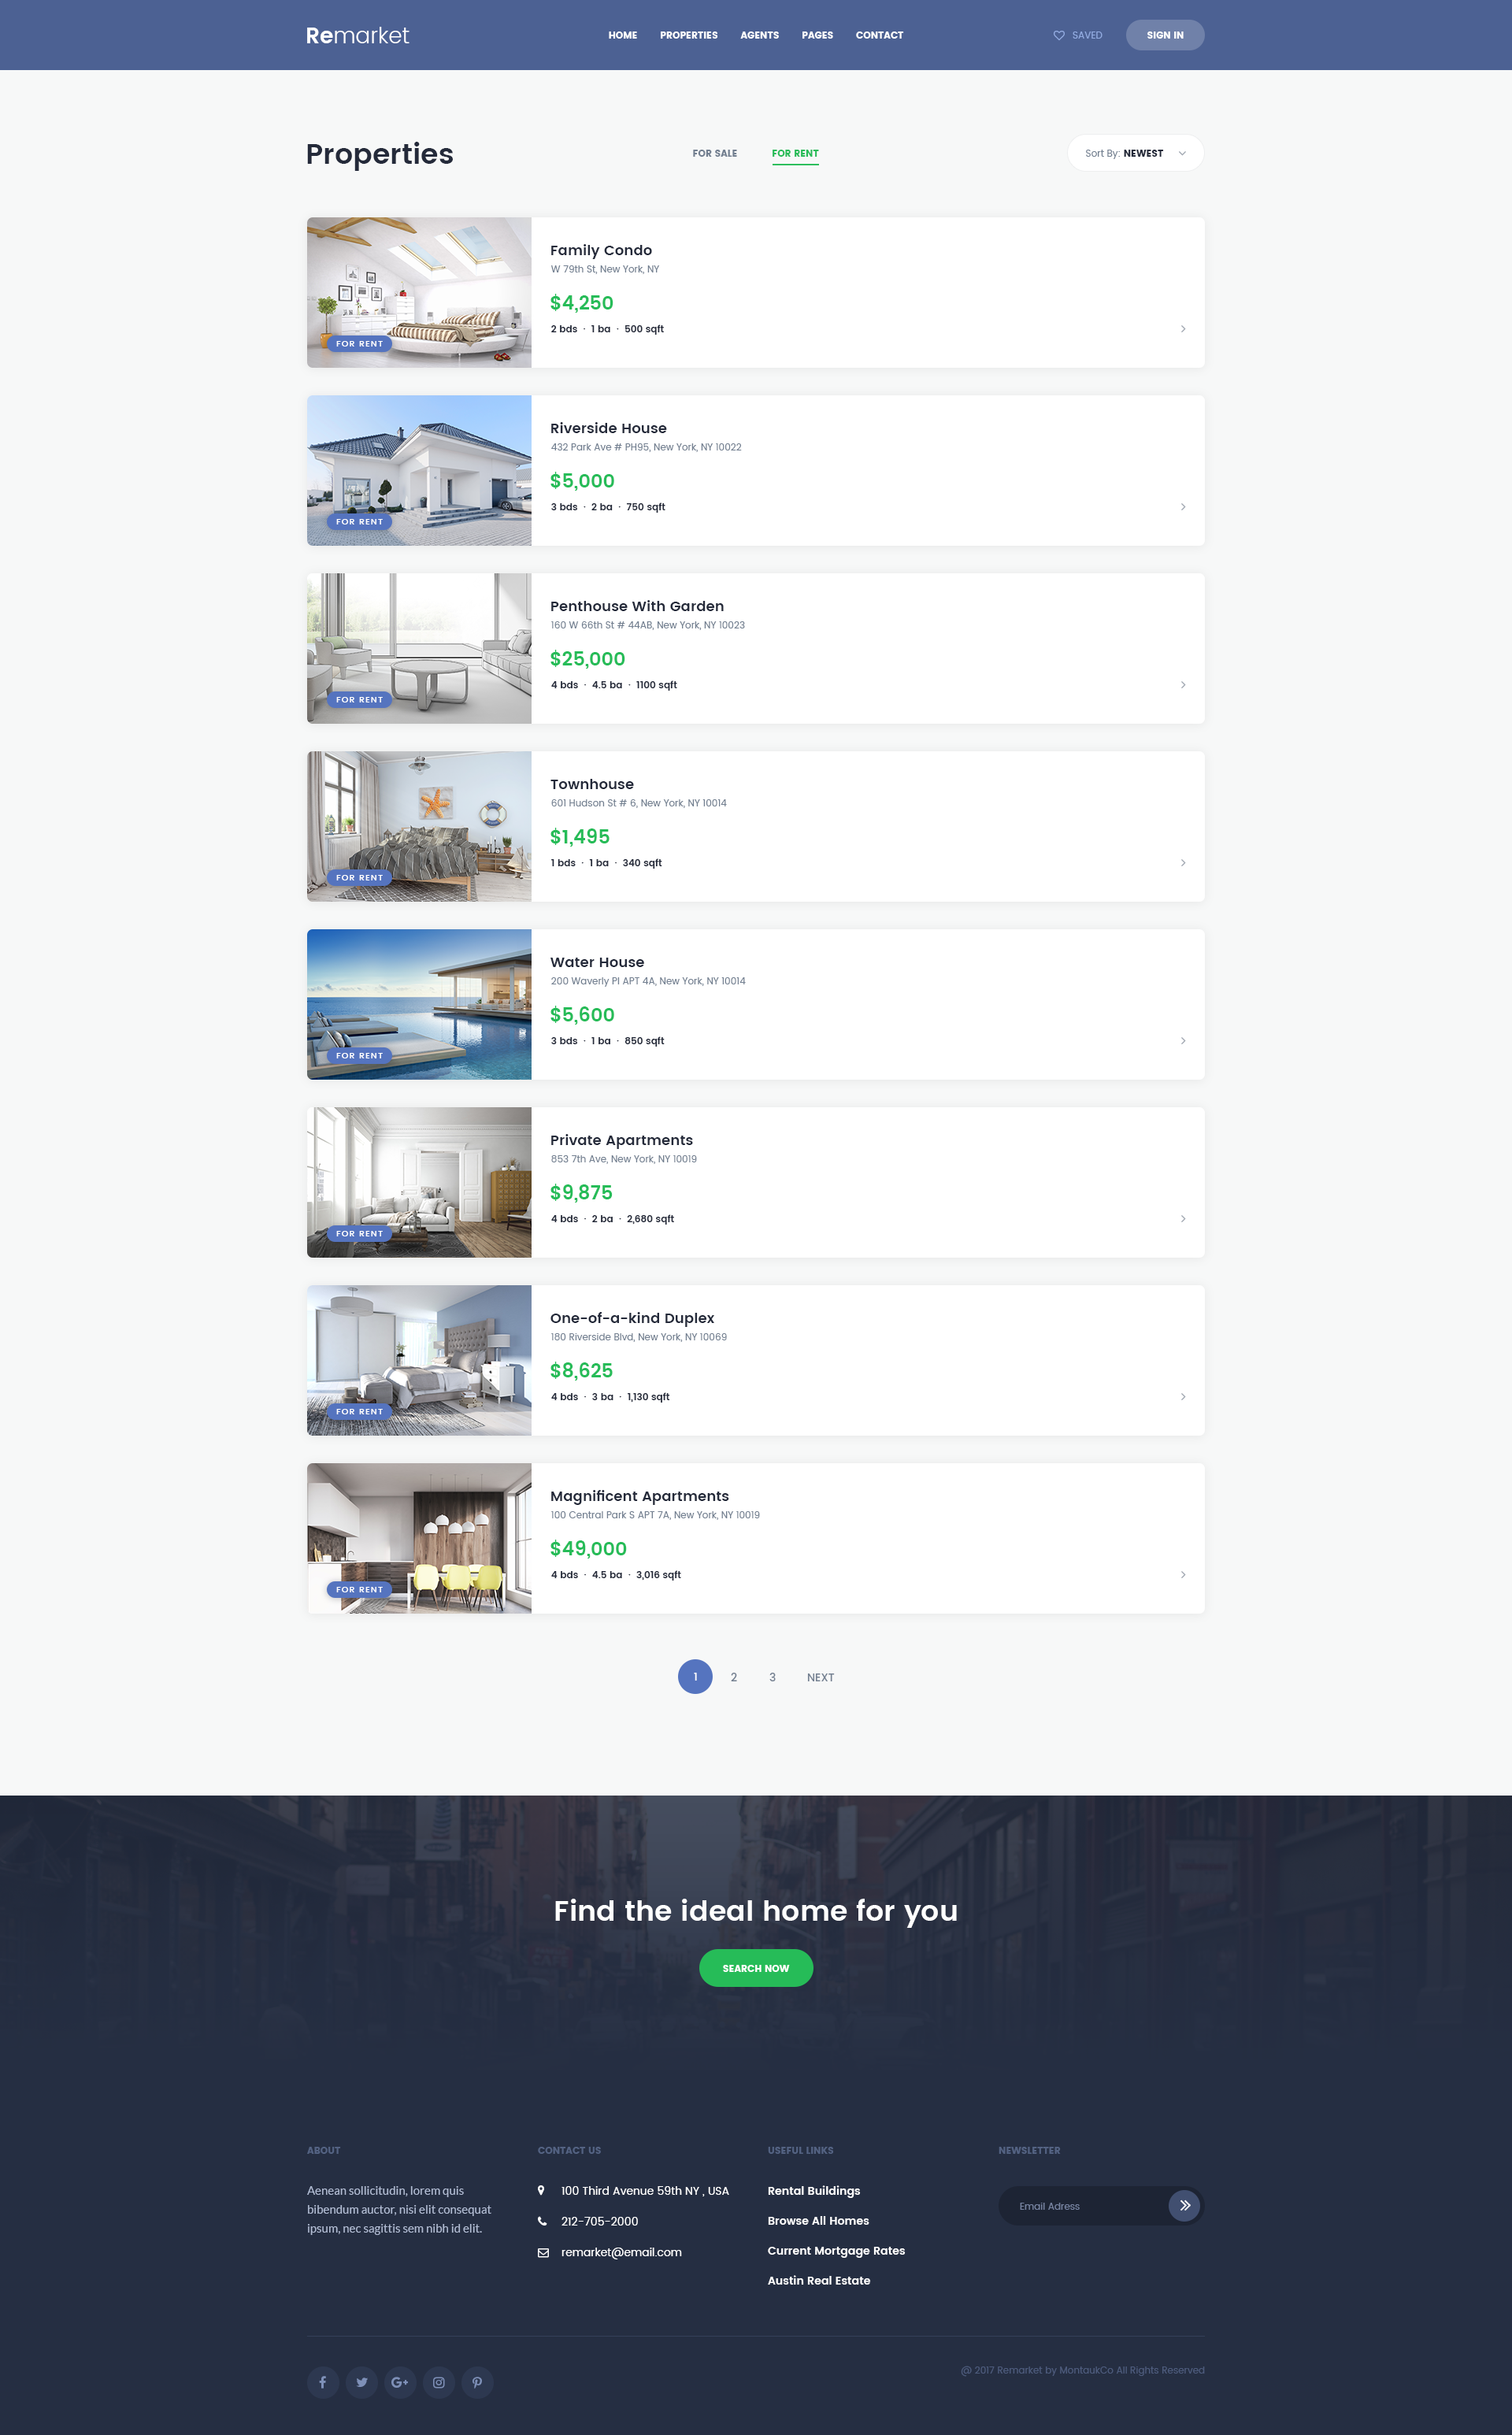 Remarket
HOME PROPERTIES AGENTS PAGES CONTACT
SAVED
SIGN IN
Properties
FOR SALE FOR RENT
Sort By: NEWEST
Family Condo
W 79th St, New York, NY
$4,250
2 bds · 1 ba · 500 sqft
FOR RENT
Riverside House
432 Park Ave # PH95, New York, NY 10022
$5,000
3 bds · 2 ba · 750 sqft
FOR RENT
Penthouse With Garden
160 W 66th St # 44AB, New York, NY 10023
$25,000
4 bds · 4.5 ba · 1100 sqft
FOR RENT
Townhouse
601 Hudson St # 6, New York, NY 10014
$1,495
1 bds · 1 ba · 340 sqft
FOR RENT
Water House
200 Waverly Pl APT 4A, New York, NY 10014
$5,600
3 bds · 1 ba · 850 sqft
FOR RENT
Private Apartments
853 7th Ave, New York, NY 10019
$9,875
4 bds · 2 ba · 2,680 sqft
FOR RENT
One-of-a-kind Duplex
180 Riverside Blvd, New York, NY 10069
$8,625
4 bds · 3 ba · 1,130 sqft
FOR RENT
Magnificent Apartments
100 Central Park S APT 7A, New York, NY 10019
$49,000
4 bds · 4.5 ba · 3,016 sqft
FOR RENT
1 2 3 NEXT
Find the ideal home for you
SEARCH NOW
ABOUT
Aenean sollicitudin, lorem quis
bibendum auctor, nisi elit consequat
ipsum, nec sagittis sem nibh id elit.
CONTACT US
100 Third Avenue 59th NY , USA
212-705-2000
remarket@email.com
USEFUL LINKS
Rental Buildings
Browse All Homes
Current Mortgage Rates
Austin Real Estate
NEWSLETTER
Email Adress
@ 2017 Remarket by MontaukCo All Rights Reserved